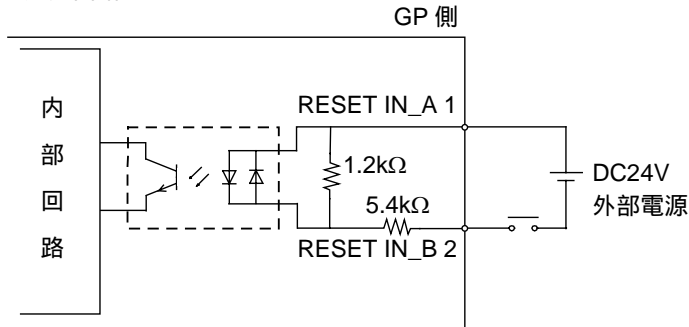 GP 側
内
部
回
路
RESET IN_A 1
1.2kΩ
5.4kΩ
RESET IN_B 2
DC24V
外部電源